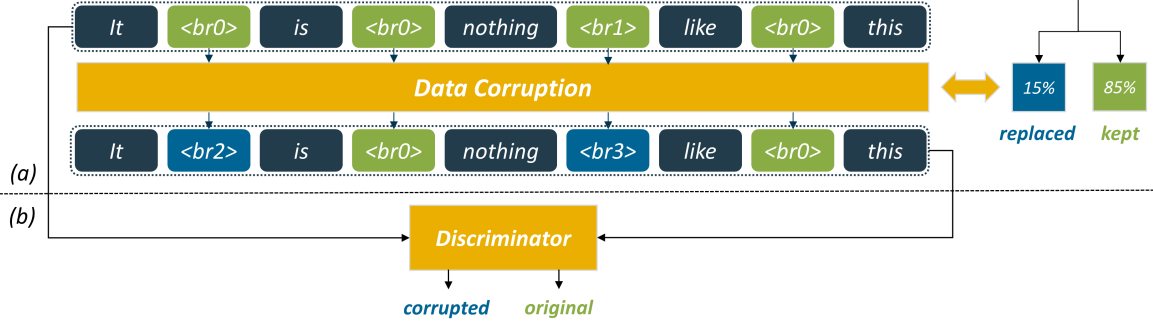 It <br0> is <br0> nothing <br1> like <br0> this
Data Corruption
15% 85%
replaced kept
It <br2> is <br0> nothing <br3> like <br0> this
(a)
(b)
Discriminator
corrupted original